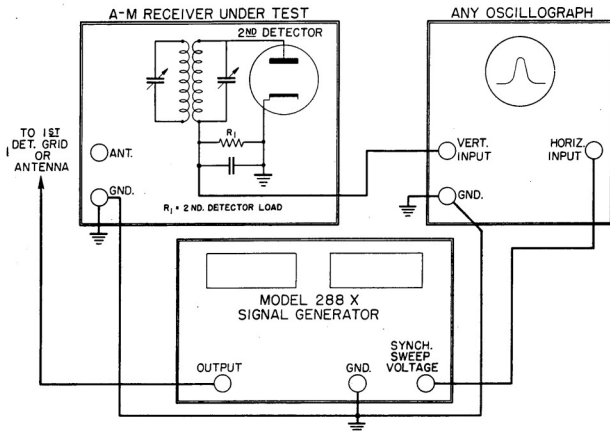 A-M RECEIVER UNDER TEST
ANY OSCILLOGRAPH
2ND DETECTOR
R1
TO 1ST
DET. GRID
OR
ANTENNA
1
ANT.
GND.
R1 = 2ND. DETECTOR LOAD
VERT.
INPUT
HORIZ.
INPUT
GND.
MODEL 288 X
SIGNAL GENERATOR
OUTPUT
GND.
SYNCH.
SWEEP
VOLTAGE